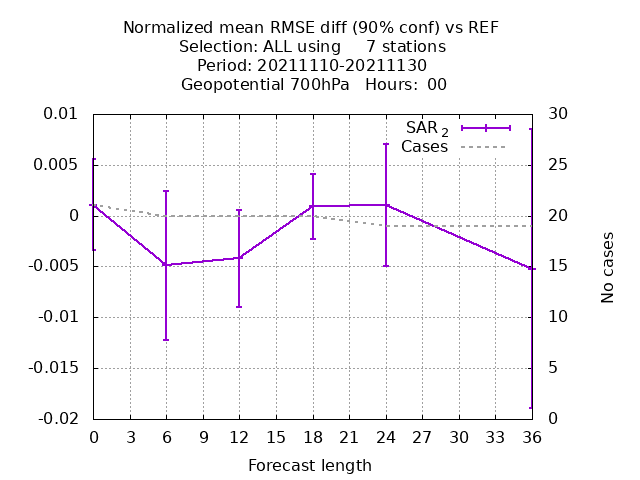 Normalized mean RMSE diff (90% conf) vs REF
Selection: ALL using     7 stations
Period: 20211110-20211130
Geopotential 700hPa   Hours:  00
0.01
0.005
0
-0.005
-0.01
-0.015
-0.02
SAR 2
Cases
30
25
20
15
10
5
0
No cases
0 3 6 9 12 15 18 21 24 27 30 33 36
Forecast length